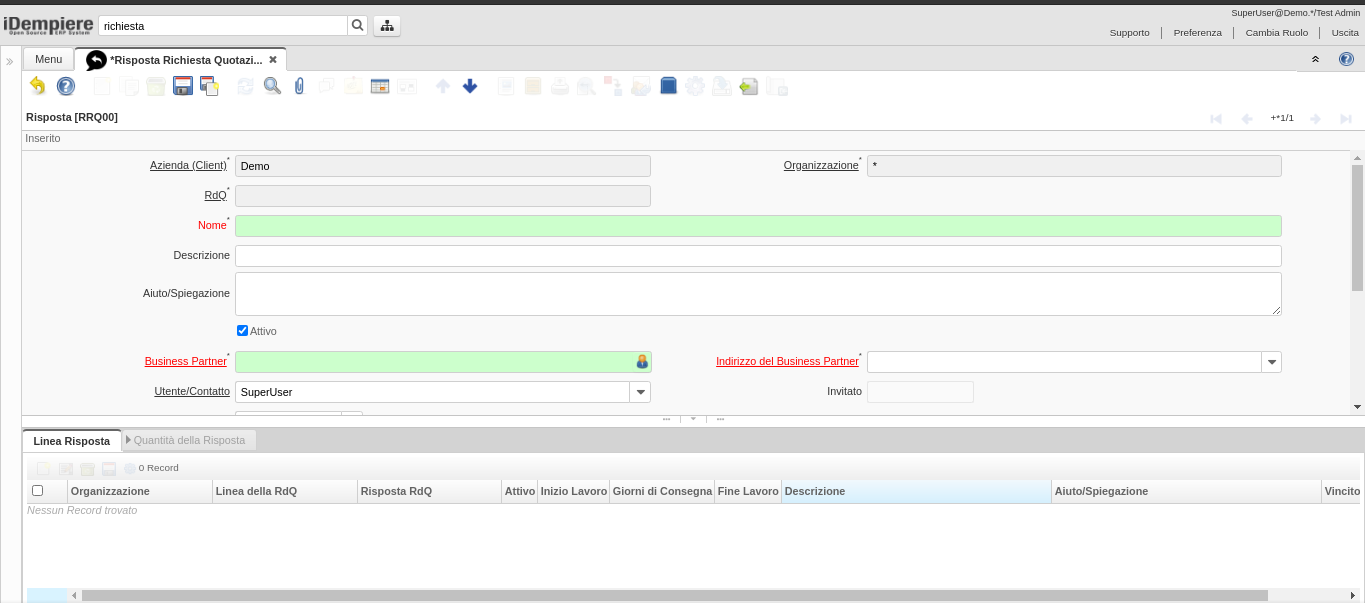 SuperUser@Demo.*/Test Admin
iDempiere
Open Source ERP System
richiesta
Supporto
Preferenza
Cambia Ruolo
Uscita
»
Menu
*Risposta Richiesta Quotazi...
Risposta [RRQ00]
+*1/1
Inserito
Azienda (Client)*
Demo
Organizzazione*
*
RdQ*
Nome*
Descrizione
Aiuto/Spiegazione
Attivo
Business Partner*
Indirizzo del Business Partner*
Utente/Contatto
SuperUser
Invitato
Linea Risposta
Quantità della Risposta
0 Record
Organizzazione Linea della RdQ Risposta RdQ Attivo Inizio Lavoro Giorni di Consegna Fine Lavoro Descrizione Aiuto/Spiegazione Vincito
Nessun Record trovato